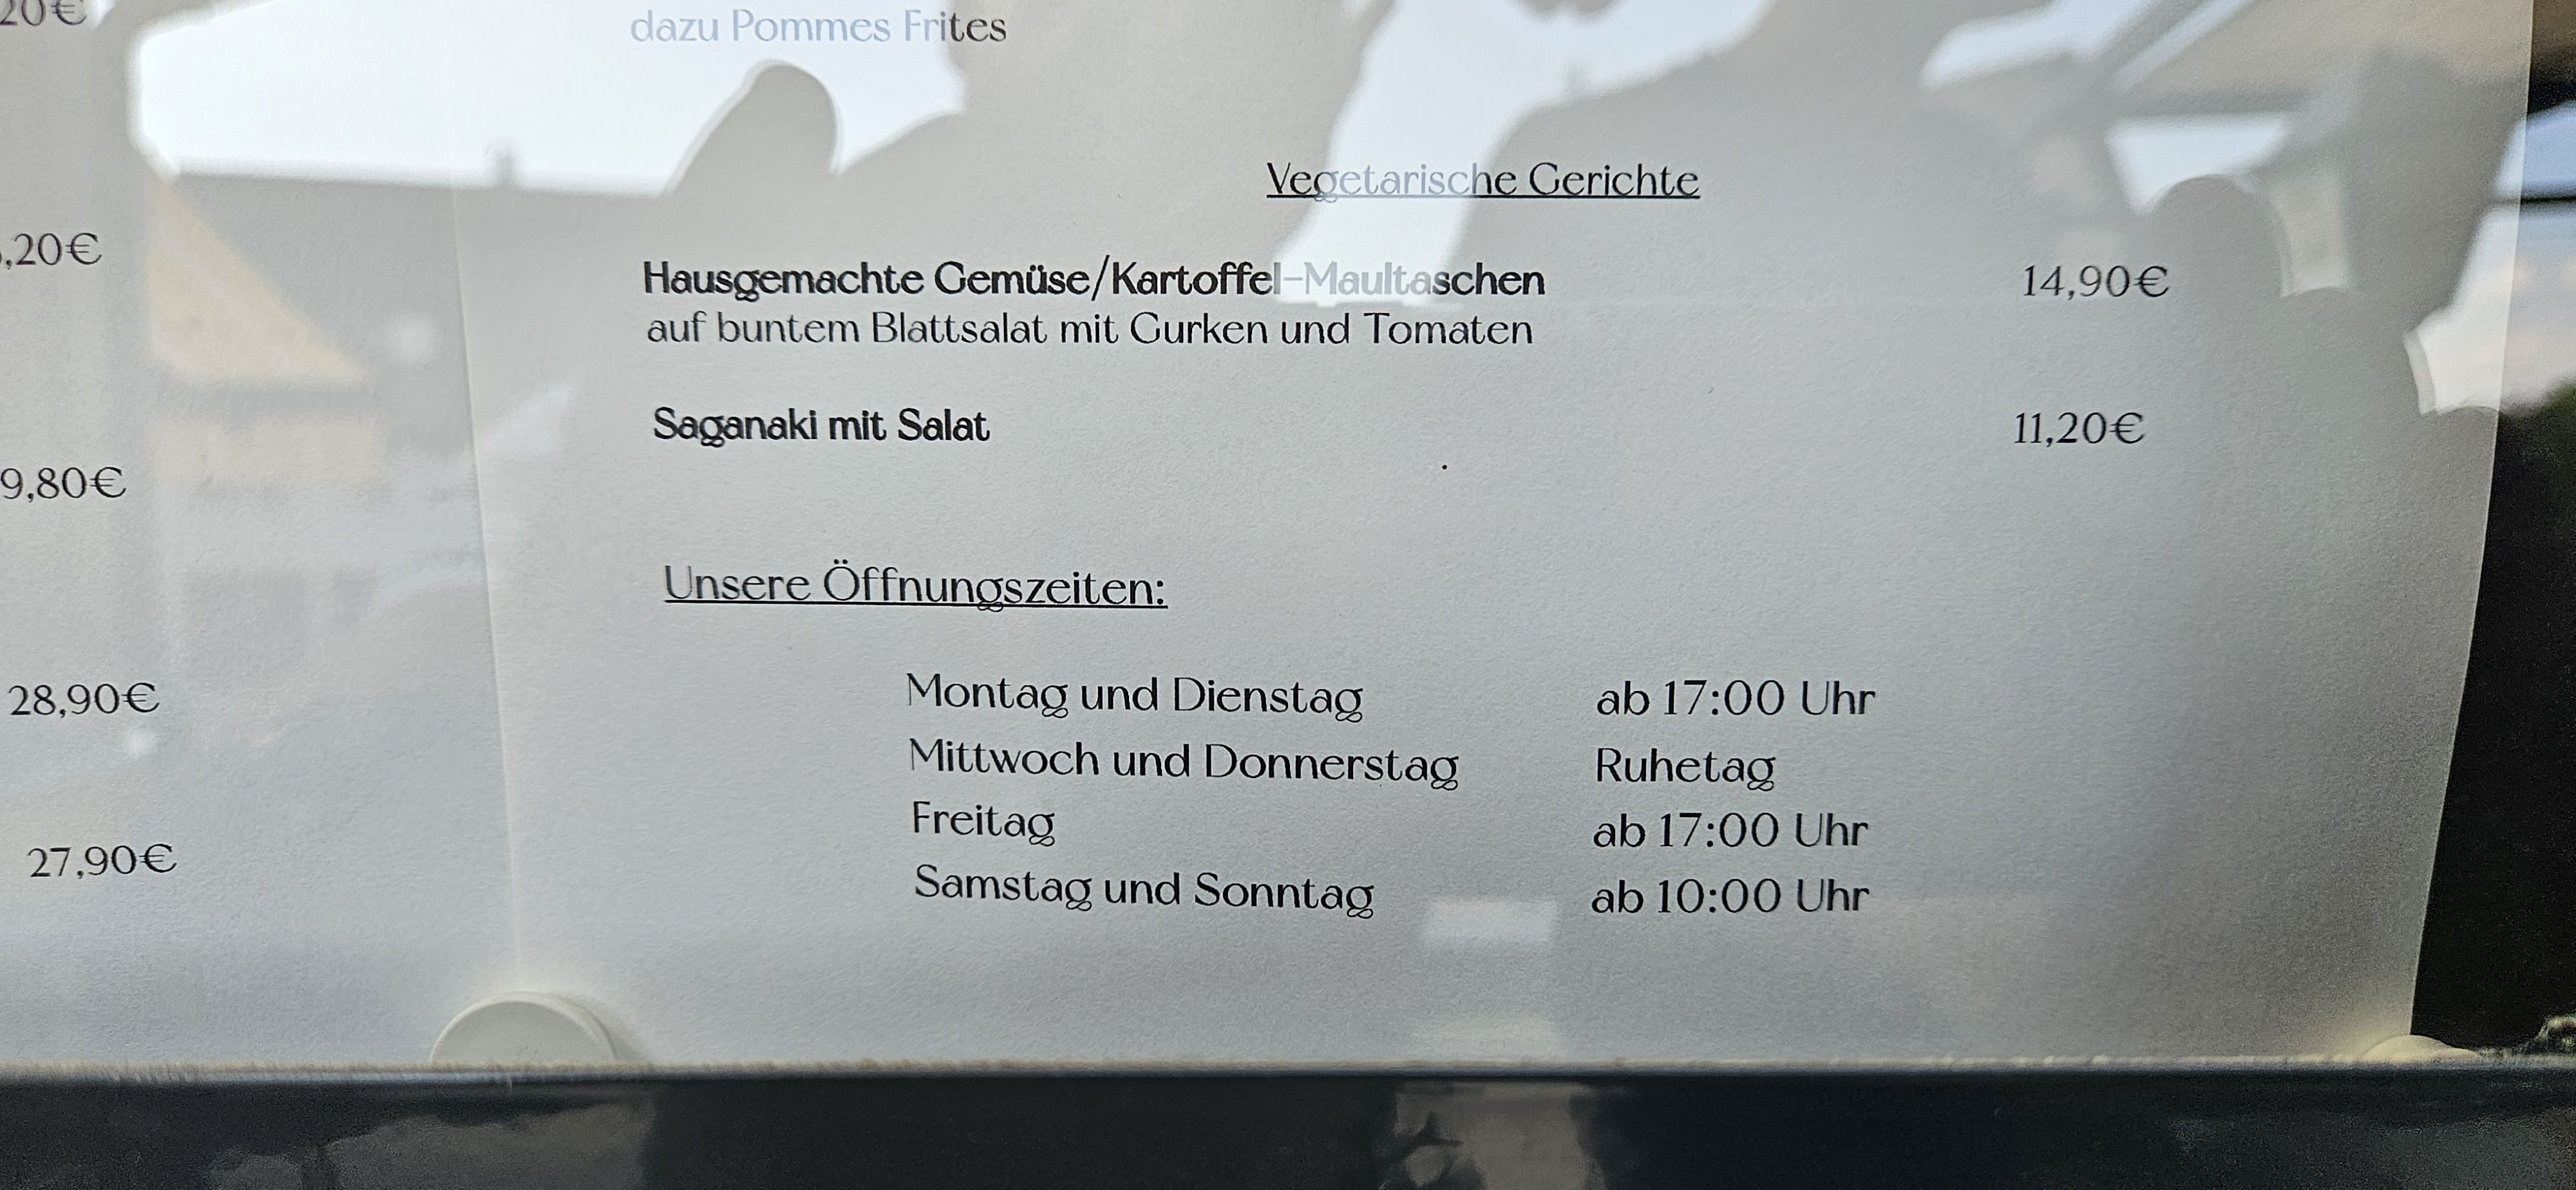 20€
,20€
9,80€
28,90€
27,90€
dazu Pommes Frites
Vegetarische Gerichte
Hausgemachte Gemüse/Kartoffel-Maultaschen 14,90€
auf buntem Blattsalat mit Gurken und Tomaten
Saganaki mit Salat 11,20€
Unsere Öffnungszeiten:
Montag und Dienstag ab 17:00 Uhr
Mittwoch und Donnerstag Ruhetag
Freitag ab 17:00 Uhr
Samstag und Sonntag ab 10:00 Uhr